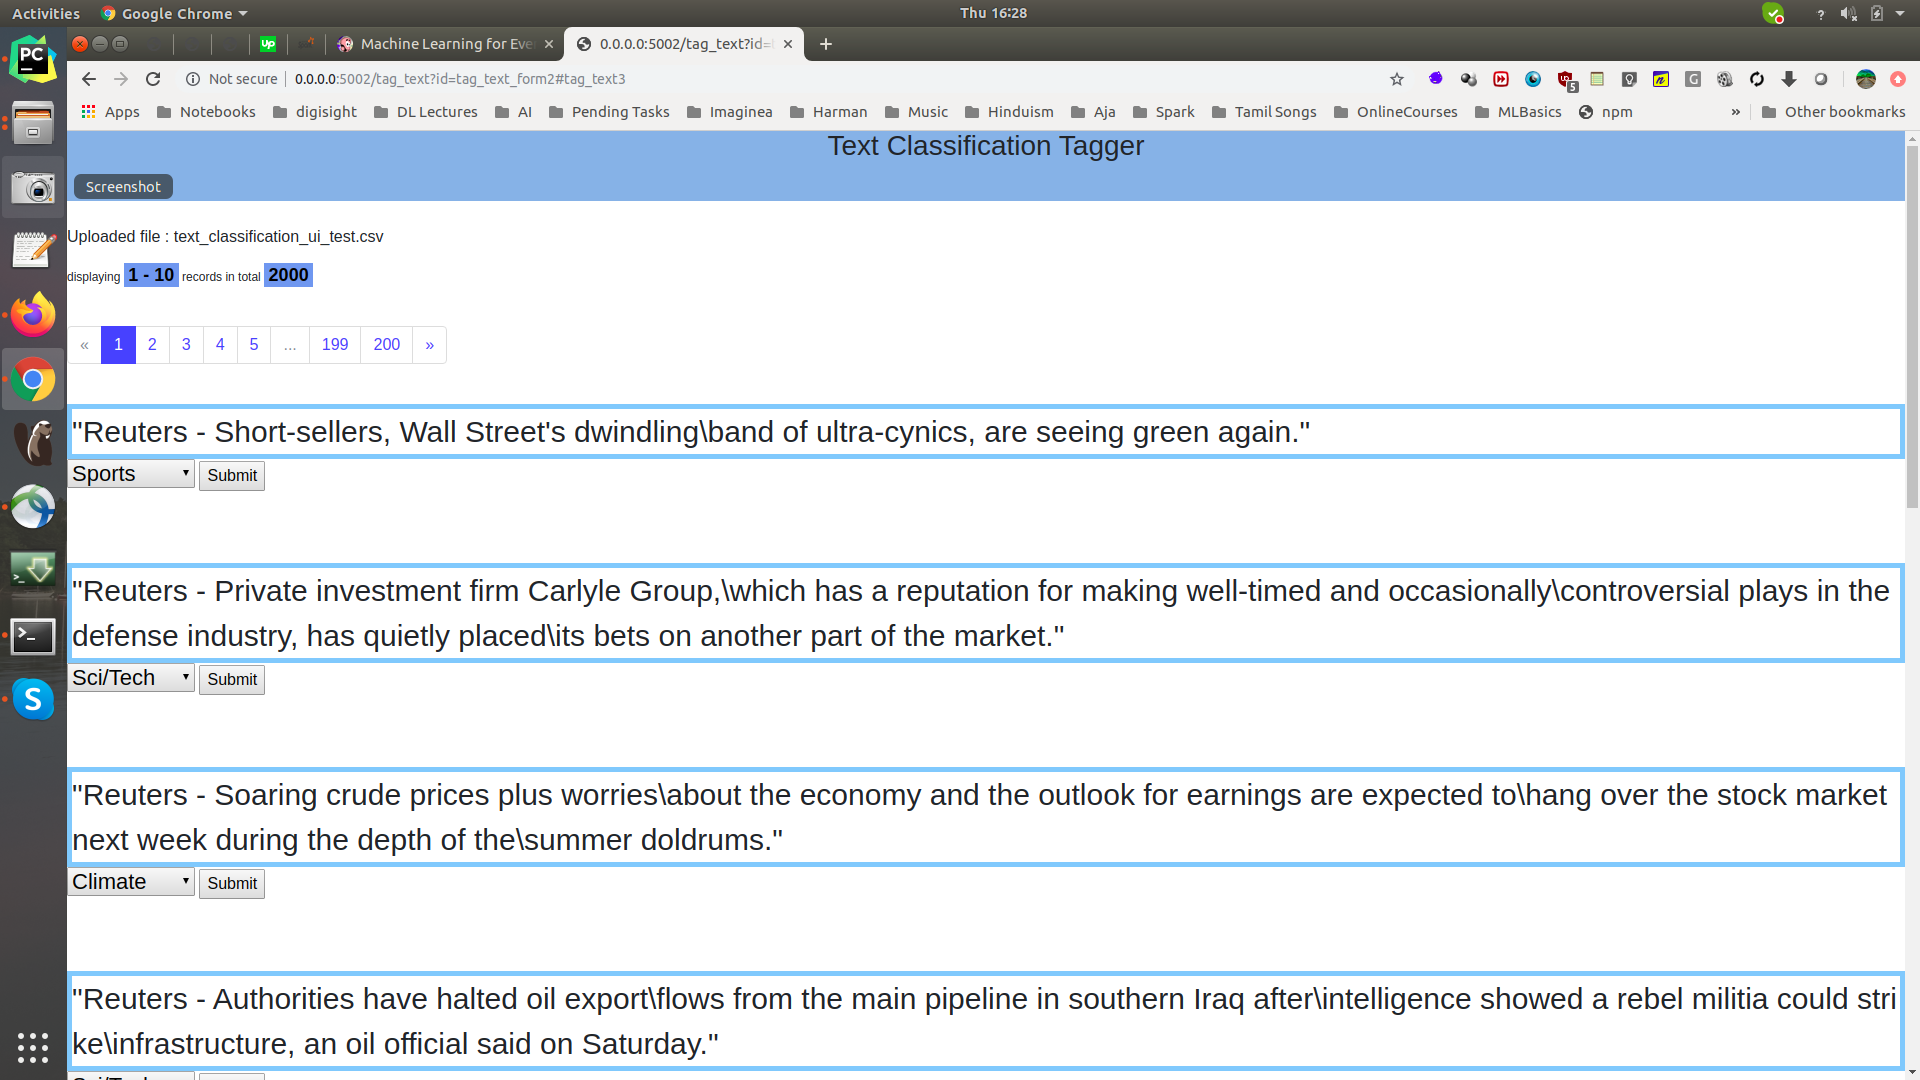 Activities
Google Chrome
Thu 16:28
?
PC
Up
Machine Learning for Eve
0.0.0.0:5002/tag_text?id=
Not secure
0.0.0.0:5002/tag_text?id=tag_text_form2#tag_text3
5
Apps
Notebooks
digisight
DL Lectures
AI
Pending Tasks
Imaginea
Harman
Music
Hinduism
Aja
Spark
Tamil Songs
OnlineCourses
MLBasics
npm
»
Other bookmarks
Text Classification Tagger
Screenshot
Uploaded file : text_classification_ui_test.csv
displaying 1 - 10 records in total 2000
« 1 2 3 4 5 ... 199 200 »
"Reuters - Short-sellers, Wall Street's dwindling\band of ultra-cynics, are seeing green again."
Sports Submit
"Reuters - Private investment firm Carlyle Group,\which has a reputation for making well-timed and occasionally\controversial plays in the
defense industry, has quietly placed\its bets on another part of the market."
Sci/Tech Submit
"Reuters - Soaring crude prices plus worries\about the economy and the outlook for earnings are expected to\hang over the stock market
next week during the depth of the\summer doldrums."
Climate Submit
"Reuters - Authorities have halted oil export\flows from the main pipeline in southern Iraq after\intelligence showed a rebel militia could stri
ke\infrastructure, an oil official said on Saturday."